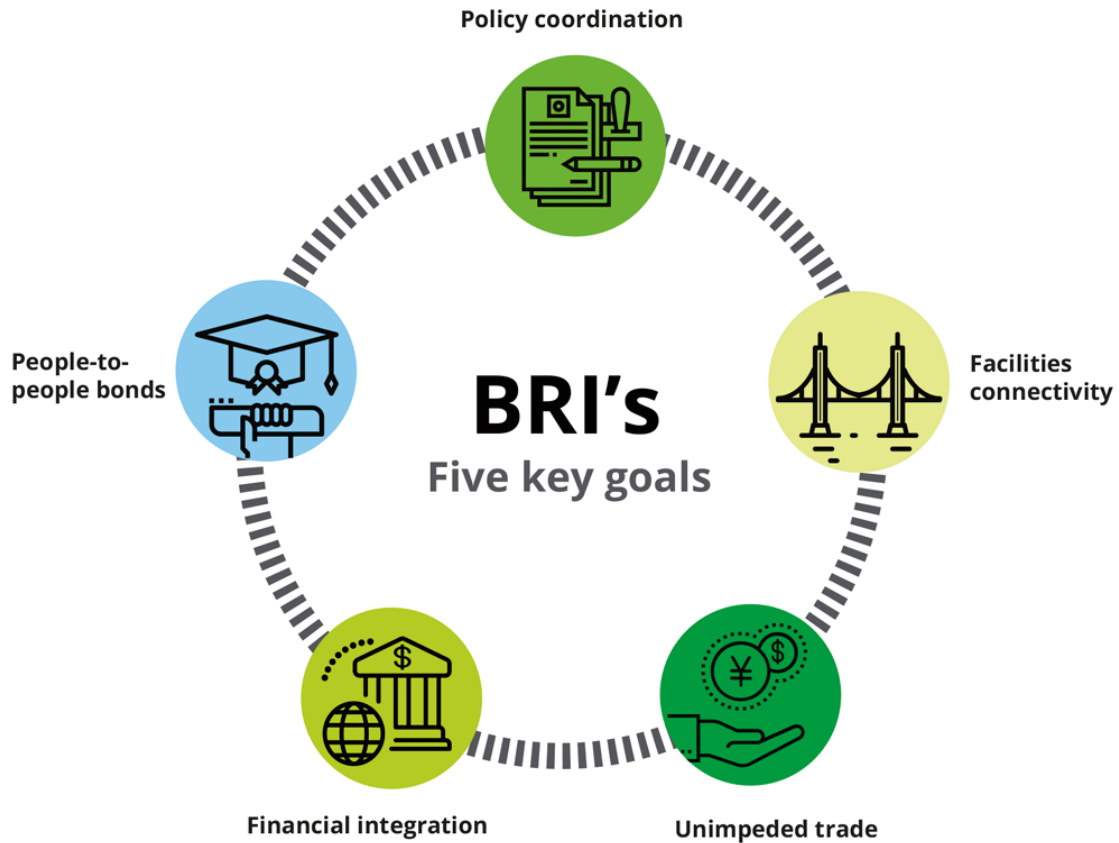 Policy coordination
People-to-
people bonds
Facilities
connectivity
BRI’s
Five key goals
$
¥
$
Financial integration
Unimpeded trade